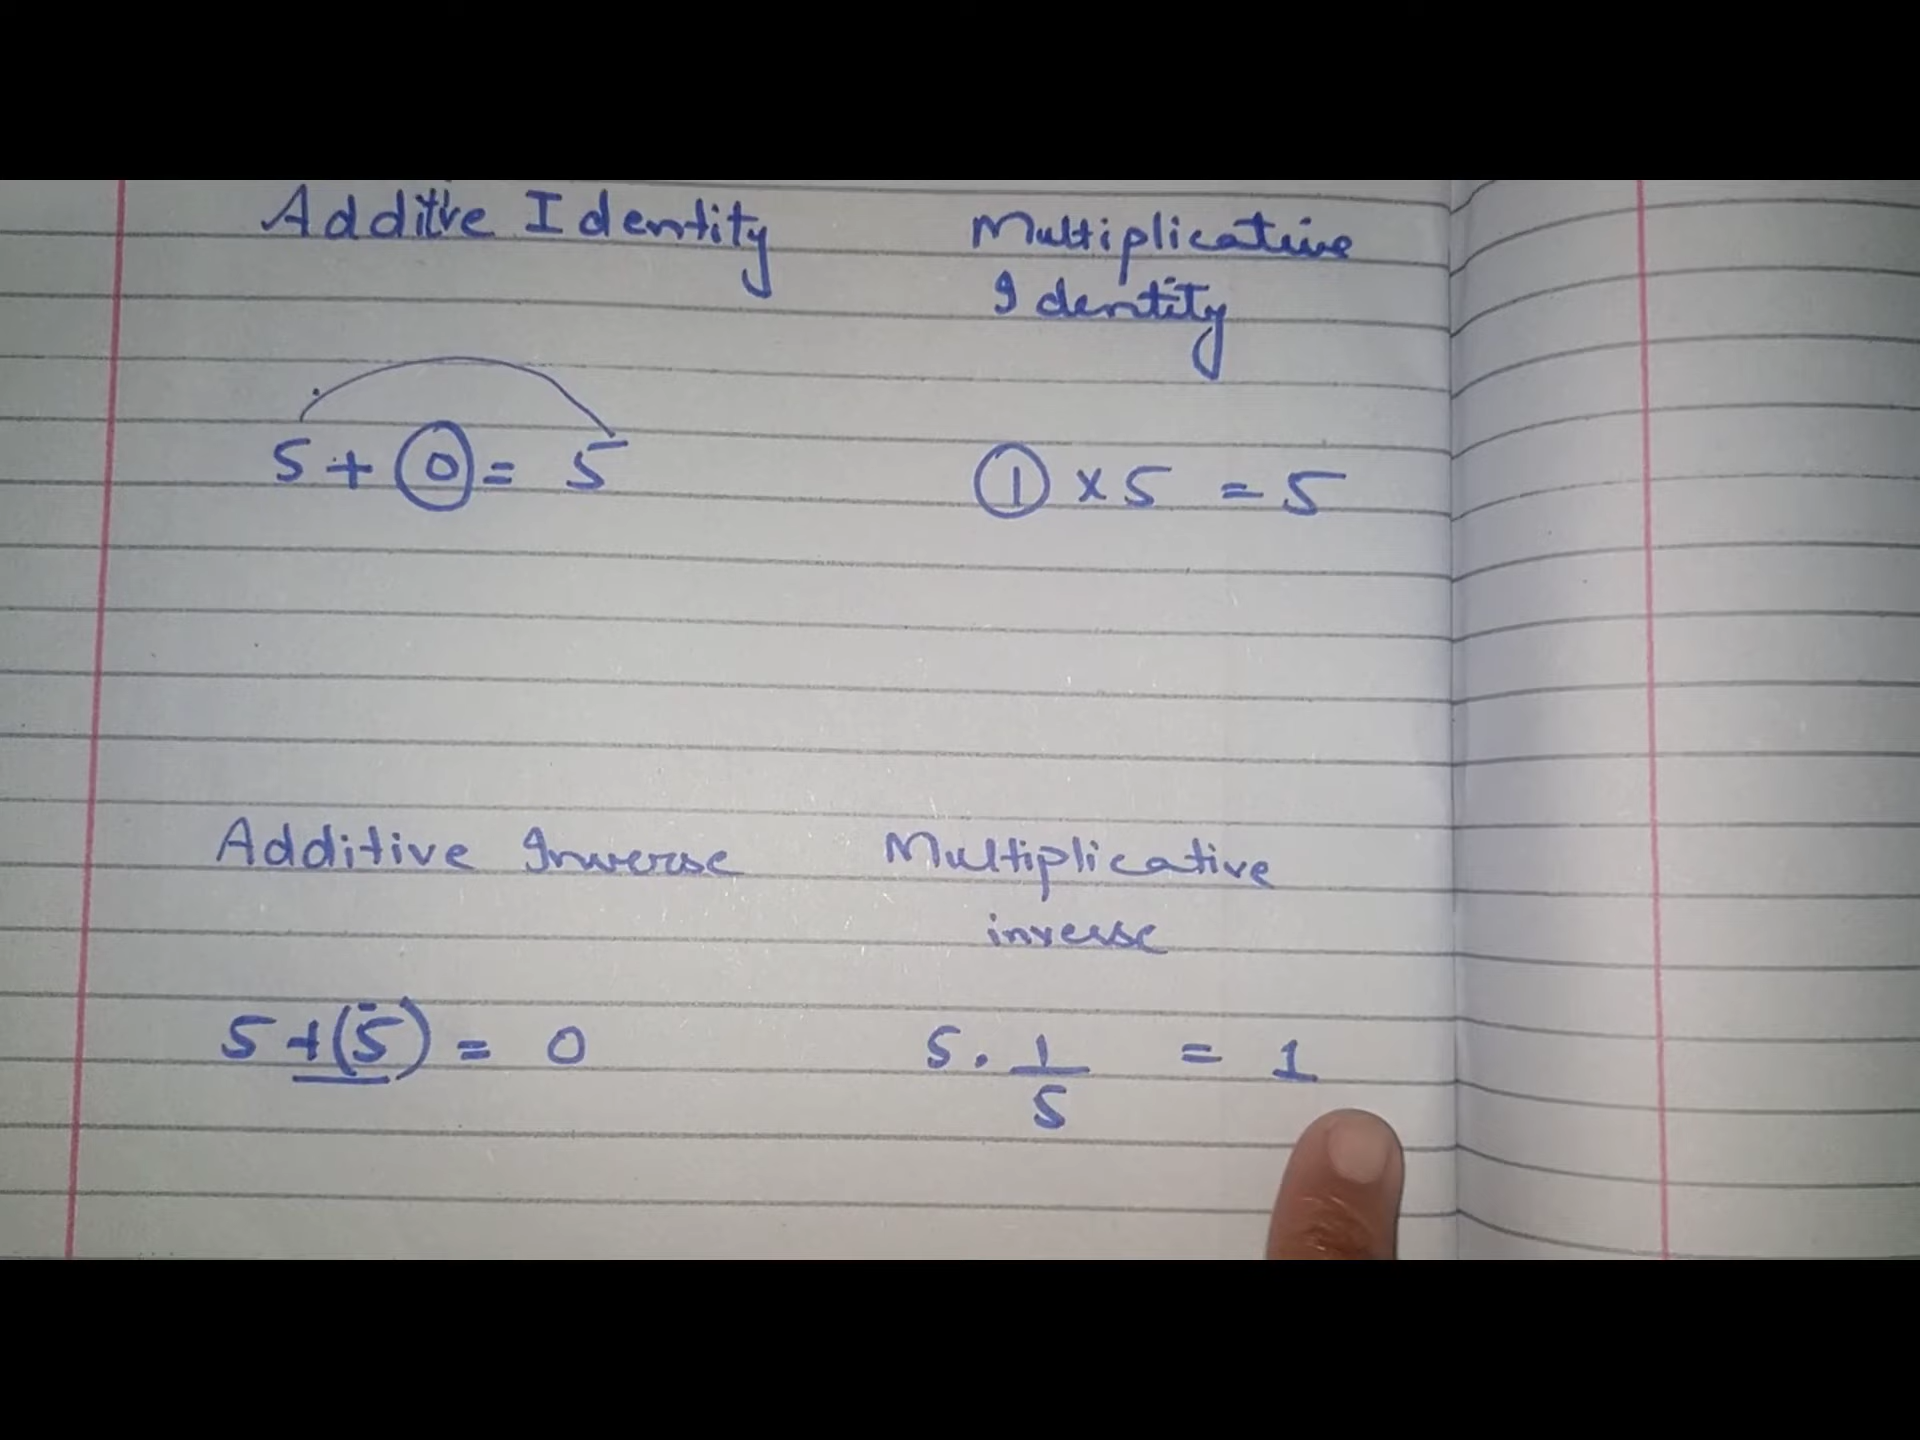 Additive Identity
Multiplicative
Identity
5 + 0 = 5
1 × 5 = 5
Additive Inverse
Multiplicative
inverse
5 + (-5) = 0
5 . 1/5 = 1